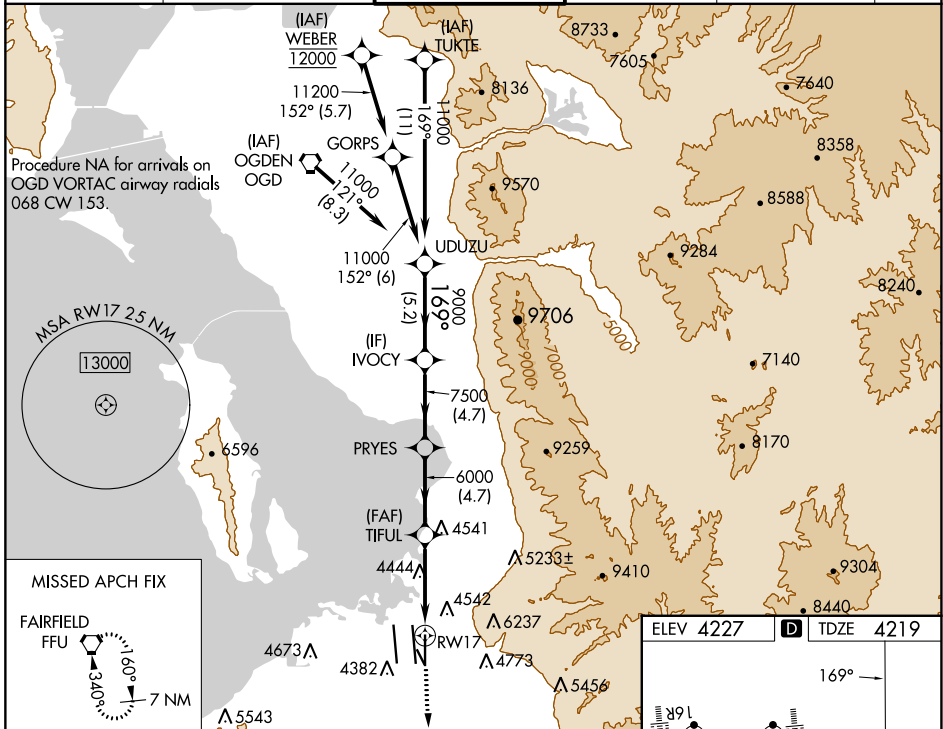 (IAF)
WEBER
12000
(IAF)
TUKTE
8733
7605
7640
8136
11200
152° (5.7)
11000
169°
(11)
GORPS
(IAF)
OGDEN
OGD
11000
121°
(8.3)
Procedure NA for arrivals on
OGD VORTAC airway radials
068 CW 153.
8358
9570
8588
UDUZU
11000
152° (6)
9284
8240
9000
169°
(5.2)
MSA RW17 25 NM
13000
9706
5000
7000
9000
(IF)
IVOCY
7140
7500
(4.7)
6596
PRYES
9259
8170
6000
(4.7)
(FAF)
TIFUL
4541
4444
5233±
9410
9304
MISSED APCH FIX
FAIRFIELD
FFU
160°
340°
7 NM
4542
6237
8440
RW17
4673
4382
4773
5456
5543
ELEV 4227
D
TDZE 4219
169°
16R